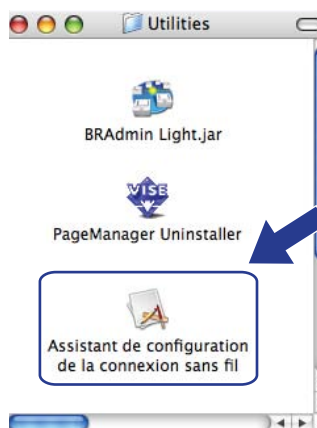 Utilities
BRAdmin Light.jar
VISE
PageManager Uninstaller
Assistant de configuration
de la connexion sans fil